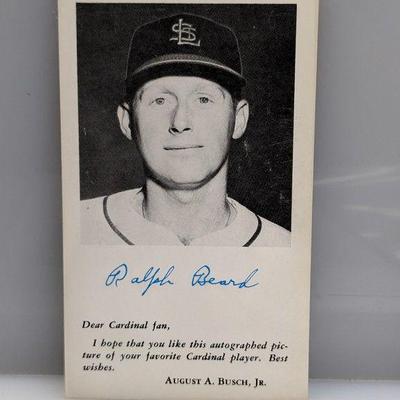 STL
Ralph Beard
Dear Cardinal fan,
I hope that you like this autographed pic-
ture of your favorite Cardinal player. Best
wishes.
AUGUST A. BUSCH, JR.